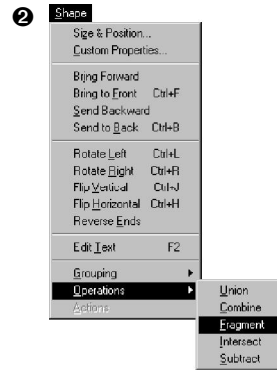 ❷ Shape
Size & Position...
Custom Properties...
Bring Forward
Bring to Front Ctrl+F
Send Backward
Send to Back Ctrl+B
Rotate Left Ctrl+L
Rotate Right Ctrl+R
Flip Vertical Ctrl+J
Flip Horizontal Ctrl+H
Reverse Ends
Edit Text F2
Grouping
Operations
Actions
Union
Combine
Fragment
Intersect
Subtract